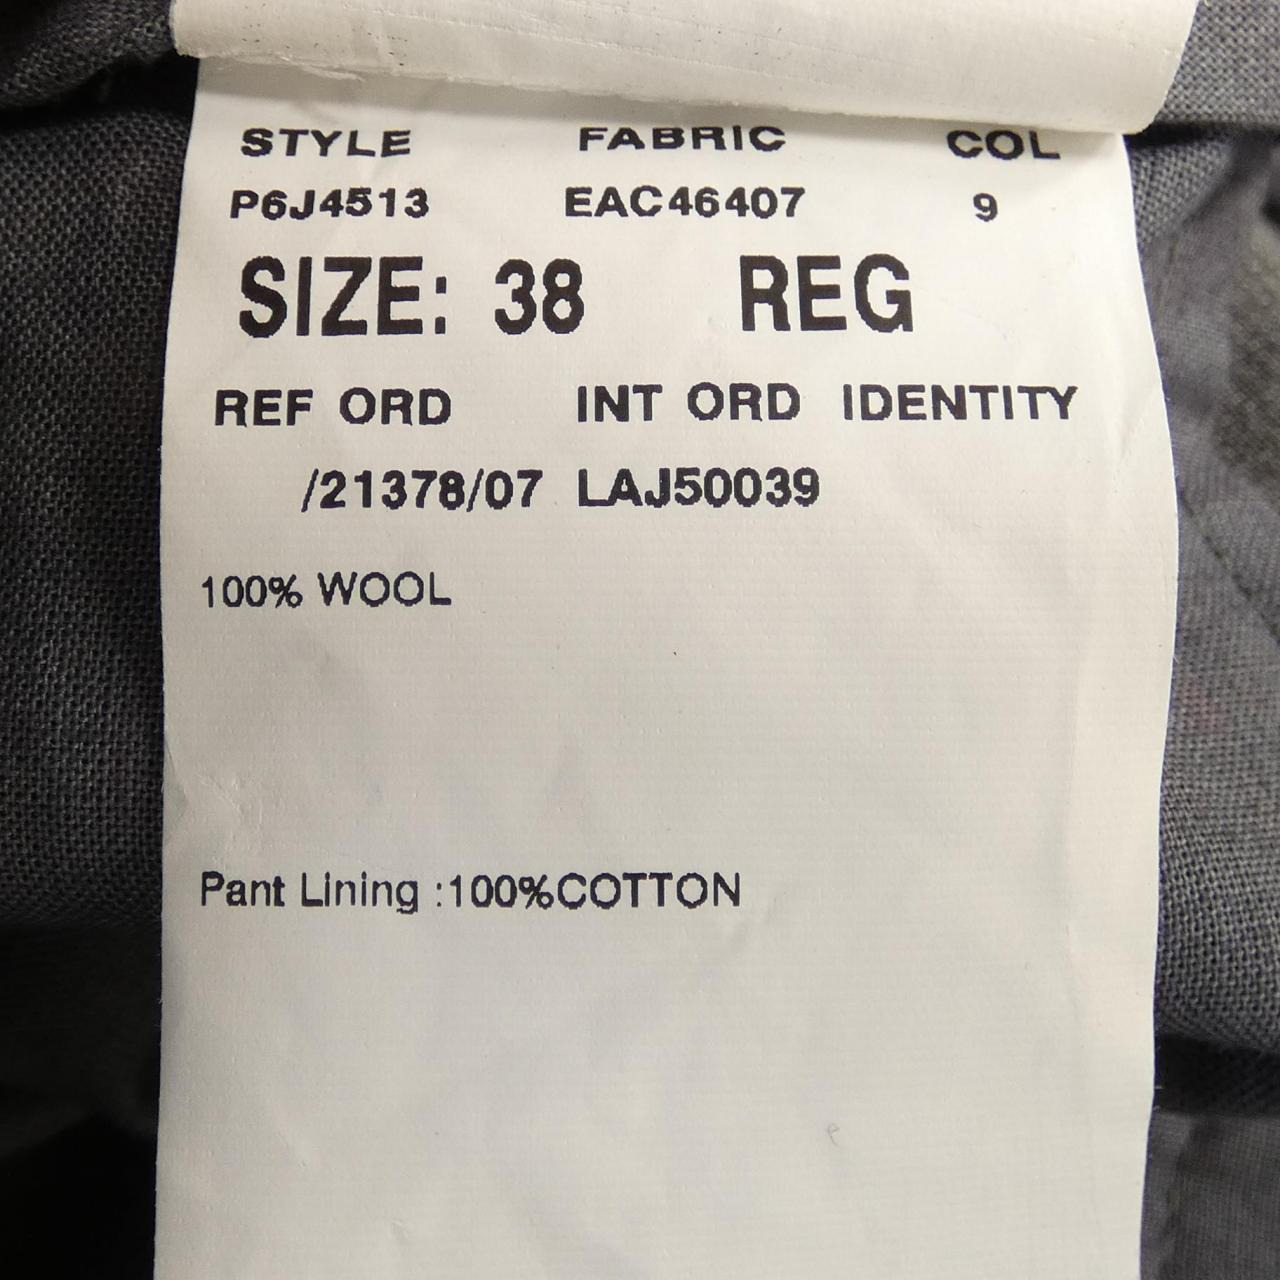 STYLE FABRIC COL
P6J4513 EAC46407 9
SIZE: 38 REG
REF ORD INT ORD IDENTITY
/21378/07 LAJ50039
100% WOOL
Pant Lining :100%COTTON